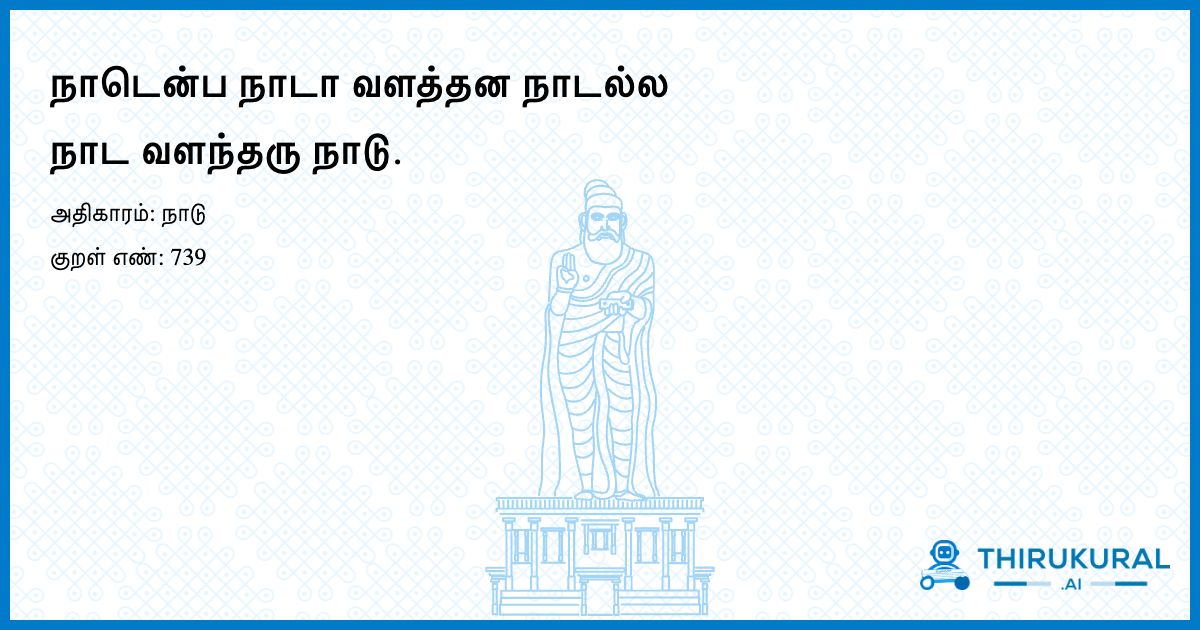 நாடென்ப நாடா வளத்தன நாடல்ல
நாட வளந்தரு நாடு.
அதிகாரம்: நாடு
குறள் எண்: 739
THIRUKURAL
.AI